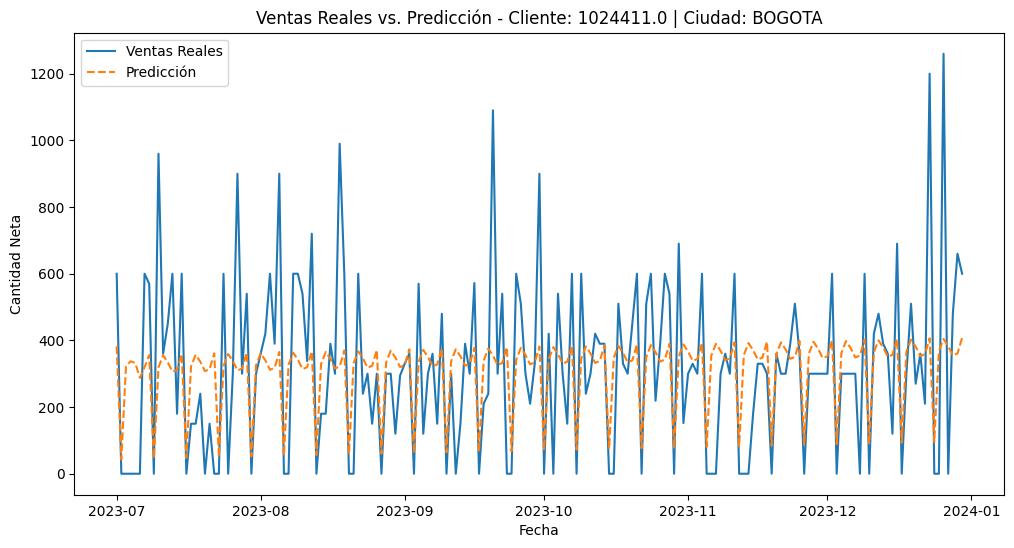 Ventas Reales vs. Predicción - Cliente: 1024411.0 | Ciudad: BOGOTA
Ventas Reales
Predicción
Cantidad Neta
1200
1000
800
600
400
200
0
2023-07
2023-08
2023-09
2023-10
2023-11
2023-12
2024-01
Fecha